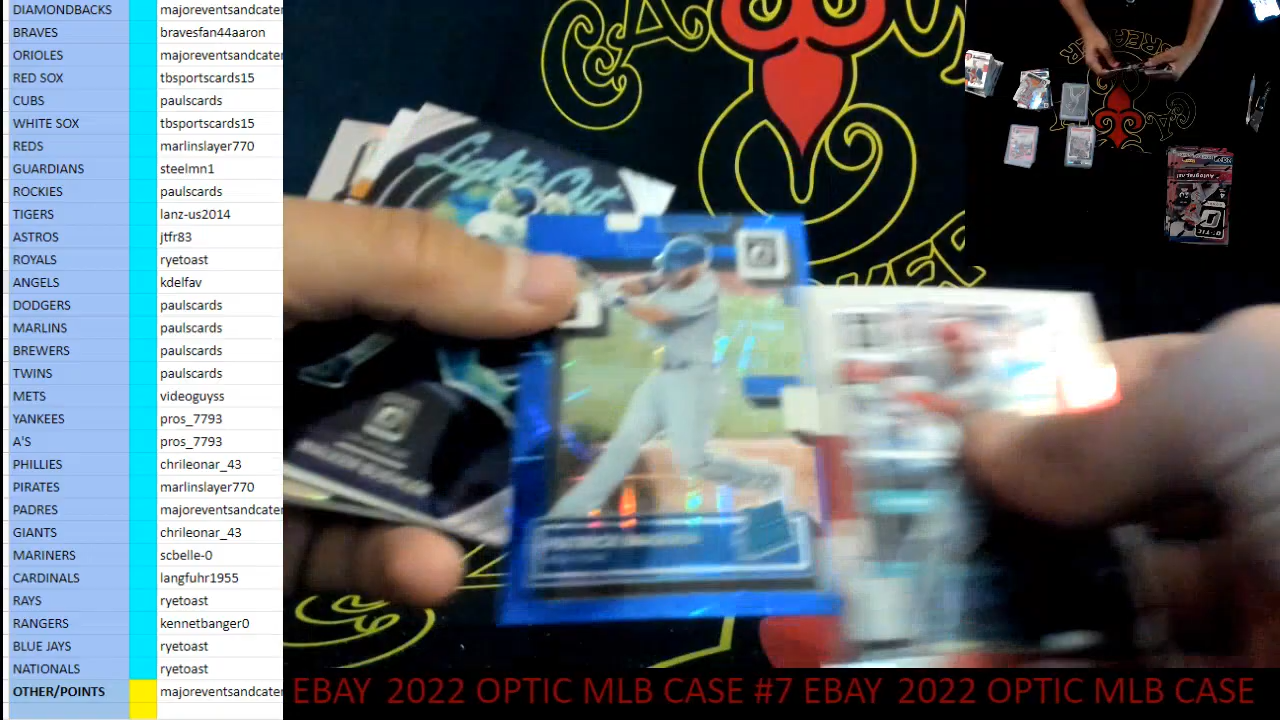 DIAMONDBACKS majoreventsandcater
BRAVES bravesfan44aaron
ORIOLES majoreventsandcater
RED SOX tbsportscards15
CUBS paulscards
WHITE SOX tbsportscards15
REDS marlinslayer770
GUARDIANS steelmn1
ROCKIES paulscards
TIGERS lanz-us2014
ASTROS jtfr83
ROYALS ryetoast
ANGELS kdelfav
DODGERS paulscards
MARLINS paulscards
BREWERS paulscards
TWINS paulscards
METS videoguyss
YANKEES pros_7793
A'S pros_7793
PHILLIES chrileonar_43
PIRATES marlinslayer770
PADRES majoreventsandcater
GIANTS chrileonar_43
MARINERS scbelle-0
CARDINALS langfuhr1955
RAYS ryetoast
RANGERS kennetbanger0
BLUE JAYS ryetoast
NATIONALS ryetoast
OTHER/POINTS majoreventsandcater
Lights Out
EBAY 2022 OPTIC MLB CASE #7 EBAY 2022 OPTIC MLB CASE